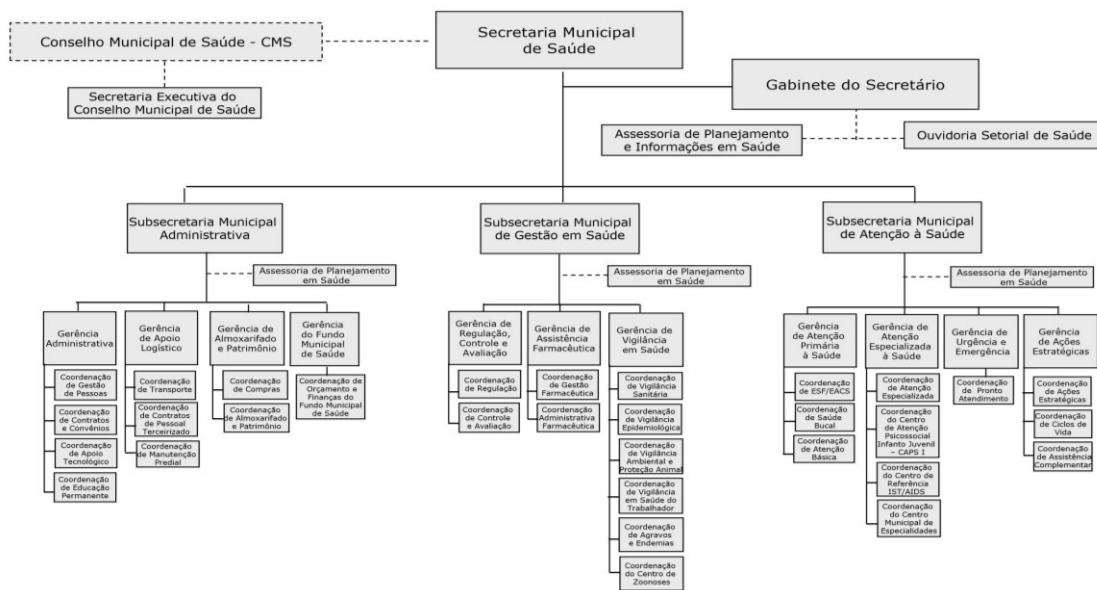 Conselho Municipal de Saúde - CMS
Secretaria Municipal
de Saúde
Secretaria Executiva do
Conselho Municipal de Saúde
Gabinete do Secretário
Assessoria de Planejamento
e Informações em Saúde
Ouvidoria Setorial de Saúde
Subsecretaria Municipal
Administrativa
Assessoria de Planejamento
em Saúde
Gerência
Administrativa
Coordenação
de Gestão
de Pessoas
Coordenação
de Contratos
e Convênios
Coordenação
de Apoio
Tecnológico
Coordenação
de Educação
Permanente
Gerência
de Apoio
Logístico
Coordenação
de Transporte
Coordenação
de Contratos
de Pessoal
Terceirizado
Coordenação
de Manutenção
Predial
Gerência de
Almoxarifado
e Patrimônio
Coordenação
de Compras
Coordenação
de Almoxarifado
e Patrimônio
Gerência
do Fundo
Municipal
de Saúde
Coordenação de
Orçamento e
Finanças do Fundo
Municipal
de Saúde
Subsecretaria Municipal
de Gestão em Saúde
Assessoria de Planejamento
em Saúde
Gerência
de Regulação,
Controle e
Avaliação
Coordenação
de Regulação
Coordenação
de Controle
e Avaliação
Gerência de
Assistência
Farmacêutica
Coordenação
de Gestão
Farmacêutica
Coordenação
Administrativa
Farmacêutica
Gerência de
Vigilância
em Saúde
Coordenação
de Vigilância
Sanitária
Coordenação
de Vigilância
Epidemiológica
Coordenação
de Vigilância
Ambiental e
Proteção Animal
Coordenação
de Vigilância
em Saúde do
Trabalhador
Coordenação
de Agravos
e Endemias
Coordenação
do Centro de
Zoonoses
Subsecretaria Municipal
de Atenção à Saúde
Assessoria de Planejamento
em Saúde
Gerência
de Atenção
Primária
à Saúde
Coordenação
de ESF/EACS
Coordenação
de Saúde
Bucal
Coordenação
de Atenção
Básica
Gerência de
Atenção
Especializada
à Saúde
Coordenação
de Atenção
Especializada
Coordenação
do Centro
de Atenção
Psicossocial
Infanto Juvenil
– CAPS I
Coordenação
do Centro de
Referência
IST/AIDS
Coordenação
do Centro
Municipal de
Especialidades
Gerência de
Urgência e
Emergência
Coordenação
de Pronto
Atendimento
Gerência
de Ações
Estratégicas
Coordenação
de Ações
Estratégicas
Coordenação
de Ciclos de
Vida
Coordenação
de Assistência
Complementar